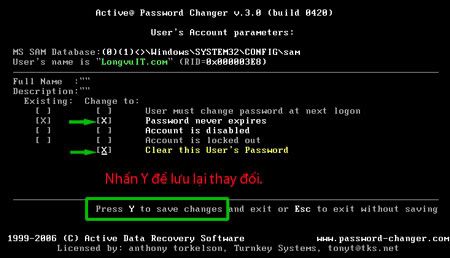 Active@ Password Changer v.3.0 (build 0420)
User's Account parameters:
MS SAM Database:(0)(1)<>\Windows\SYSTEM32\CONFIG\sam
User's name is "LongvuIT.com" (RID=0x000003E8)
Full Name :""
Description:""
Existing: Change to:
[ ] [ ] User must change password at next logon
[X] [X] Password never expires
[ ] [ ] Account is disabled
[ ] [ ] Account is locked out
[X] Clear this User's Password
Nhấn Y để lưu lại thay đổi.
Press Y to save changes and exit or Esc to exit without saving
1999-2006 (C) Active Data Recovery Software www.password-changer.com
Licensed by: anthony torkelson, Turnkey Systems, tonyt@tks.net